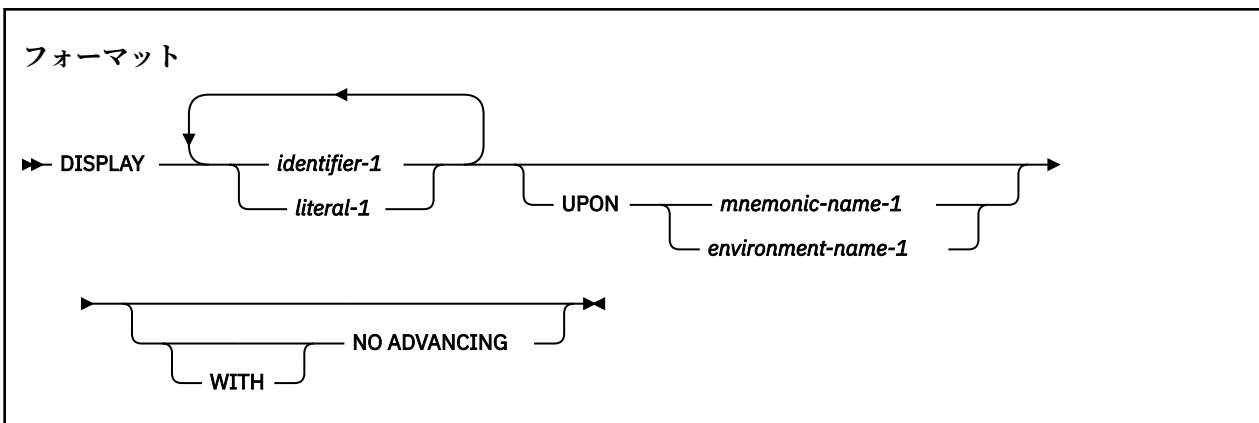 フォーマット
DISPLAY identifier-1
literal-1
UPON mnemonic-name-1
environment-name-1
NO ADVANCING
WITH